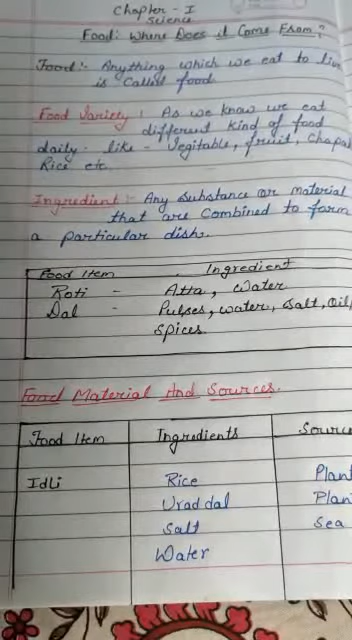 Chapter - I
Science
Food: Where Does it Come From?
Food:- Anything which we eat to live
is called food.
Food Variety: As we know we eat
different kind of food
daily. like - Vegitable, fruit, Chapa
Rice etc.
Ingredient:- Any substance or material
that are combined to form
a particular dish.
Food Item Ingredient
Roti - Atta, Water
Dal - Pulses, water, Salt, Oil,
Spices.
Food Material And Sources.
Food Item Ingredients Source
Idli Rice Plant
Urad dal Plan
Salt Sea
Water